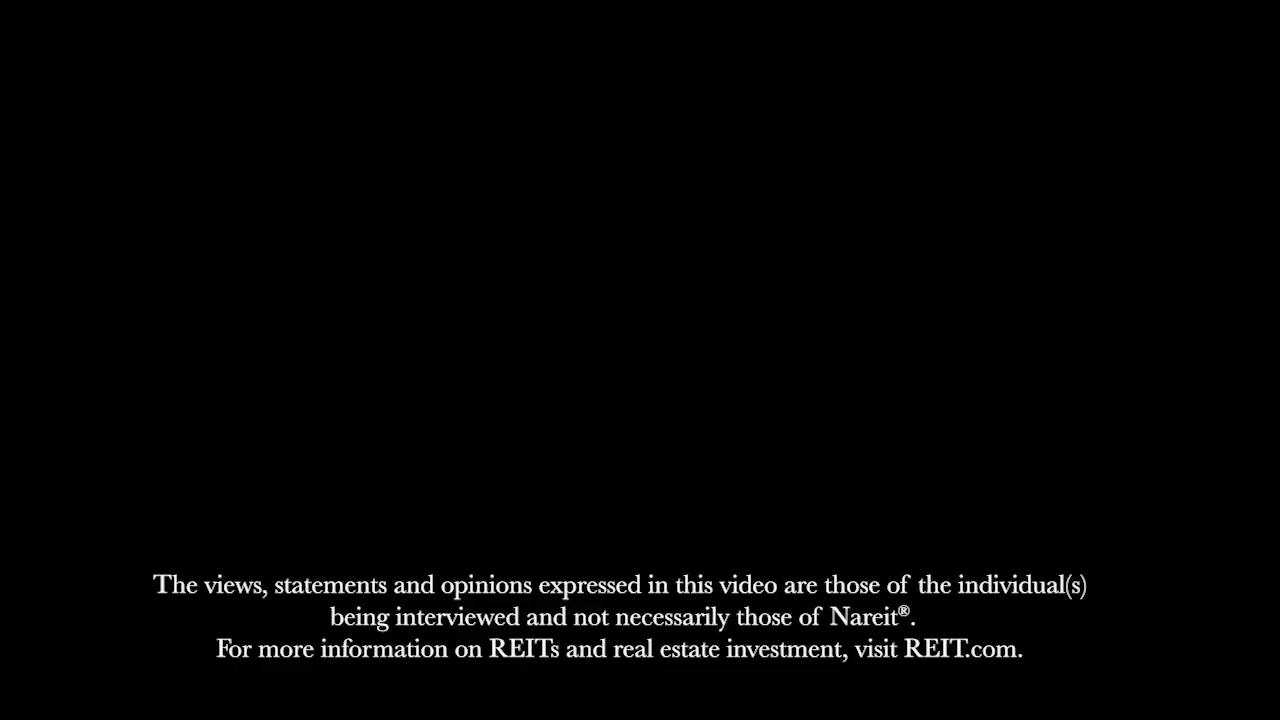 The views, statements and opinions expressed in this video are those of the individual(s)
being interviewed and not necessarily those of Nareit®.
For more information on REITs and real estate investment, visit REIT.com.